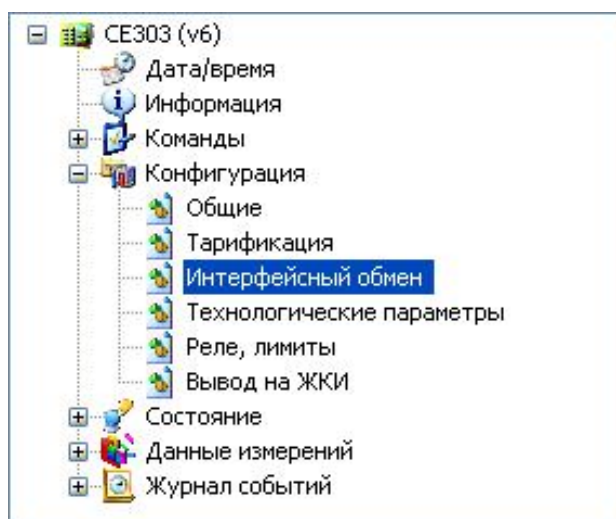 CE303 (v6)
Дата/время
Информация
Команды
Конфигурация
Общие
Тарификация
Интерфейсный обмен
Технологические параметры
Реле, лимиты
Вывод на ЖКИ
Состояние
Данные измерений
Журнал событий